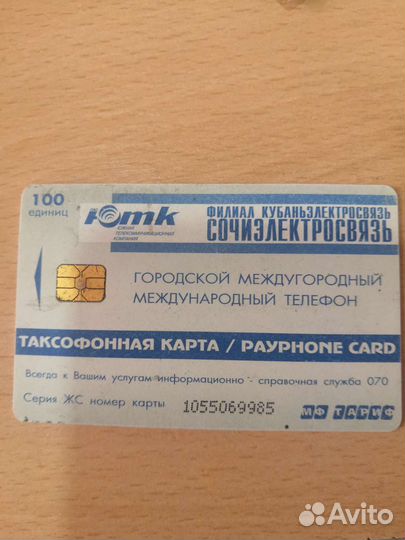 100
единиц
Ютк
ЮЖНАЯ
ТЕЛЕКОММУНИКАЦИОННАЯ
КОМПАНИЯ
ФИЛИАЛ КУБАНЬЭЛЕКТРОСВЯЗЬ
СОЧИЭЛЕКТРОСВЯЗЬ
ГОРОДСКОЙ МЕЖДУГОРОДНЫЙ
МЕЖДУНАРОДНЫЙ ТЕЛЕФОН
ТАКСОФОННАЯ КАРТА / PAYPHONE CARD
Всегда к Вашим услугам информационно - справочная служба 070
Серия ЖС номер карты 1055069985
МФ ТАРИФ
Avito